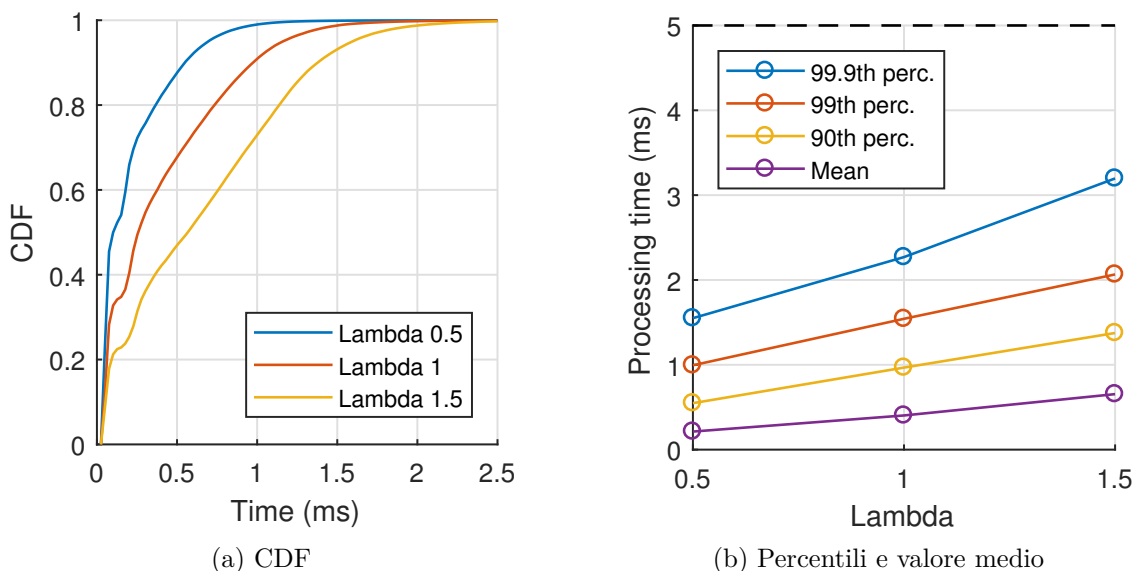 1
0.8
0.6
0.4
0.2
0
CDF
0 0.5 1 1.5 2 2.5
Time (ms)
Lambda 0.5
Lambda 1
Lambda 1.5
(a) CDF
5
4
3
2
1
0
Processing time (ms)
99.9th perc.
99th perc.
90th perc.
Mean
0.5 1 1.5
Lambda
(b) Percentili e valore medio